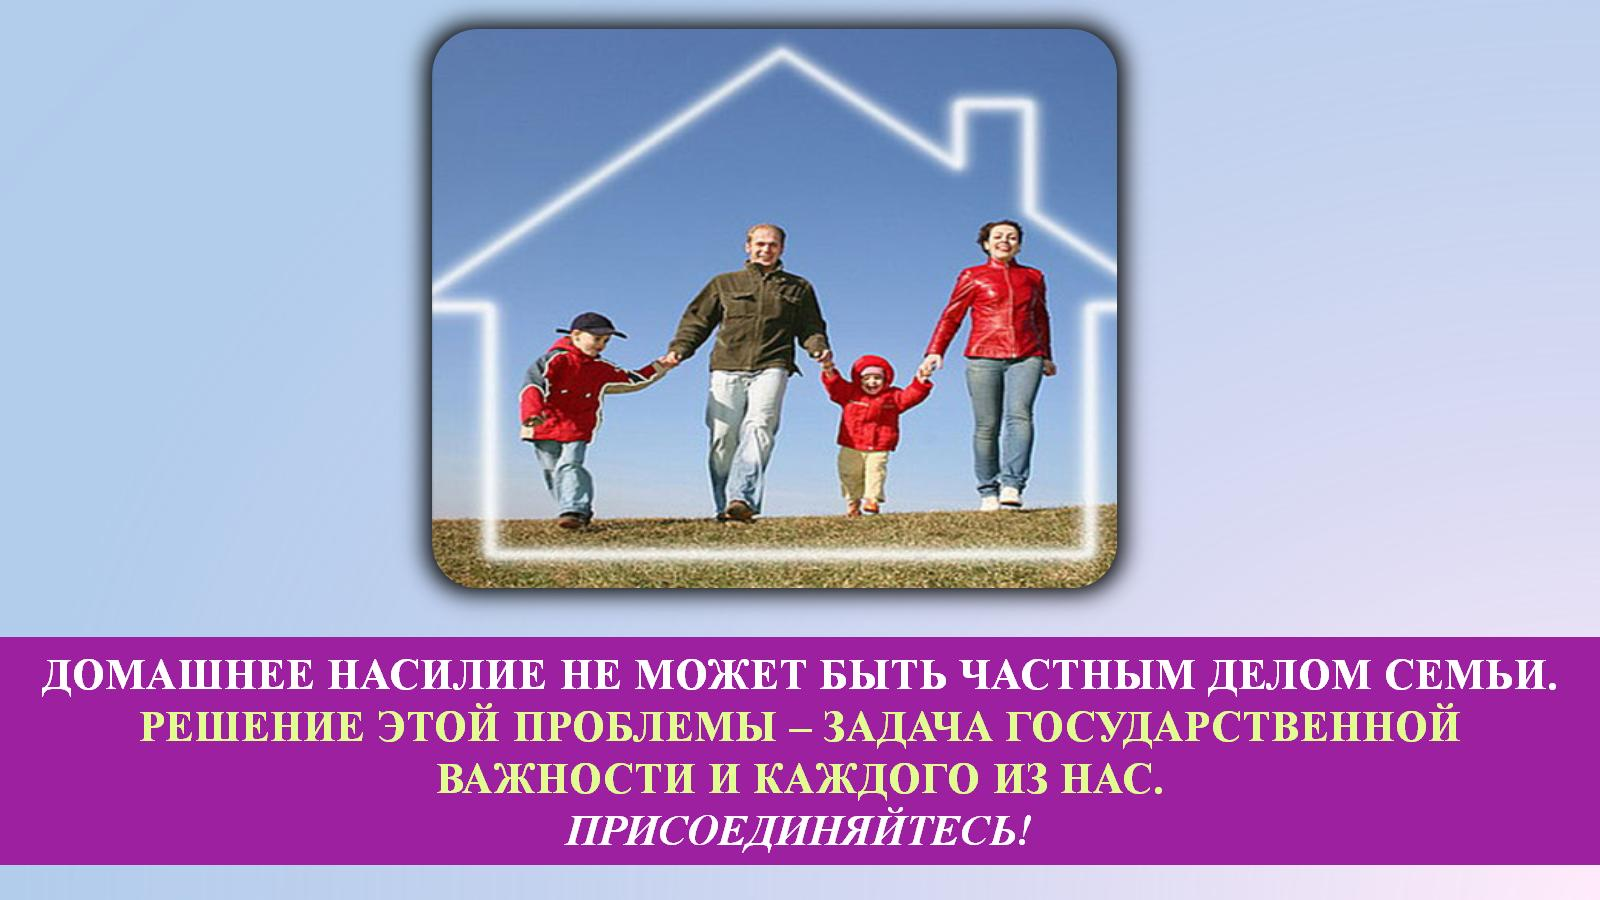 ДОМАШНЕЕ НАСИЛИЕ НЕ МОЖЕТ БЫТЬ ЧАСТНЫМ ДЕЛОМ СЕМЬИ.
РЕШЕНИЕ ЭТОЙ ПРОБЛЕМЫ – ЗАДАЧА ГОСУДАРСТВЕННОЙ
ВАЖНОСТИ И КАЖДОГО ИЗ НАС.
ПРИСОЕДИНЯЙТЕСЬ!